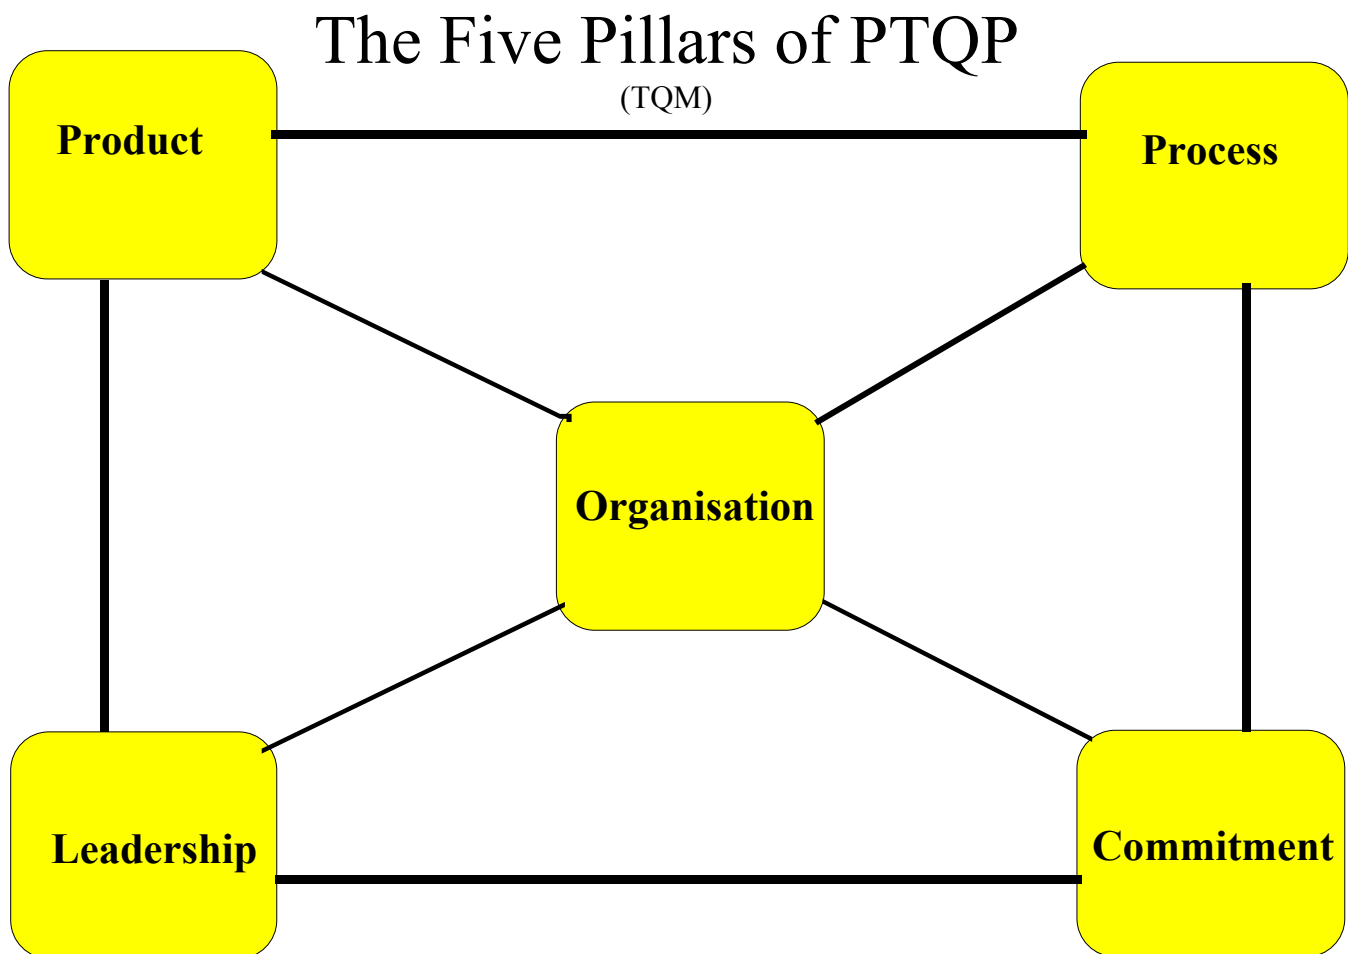 The Five Pillars of PTQP
(TQM)
Product
Process
Organisation
Leadership
Commitment